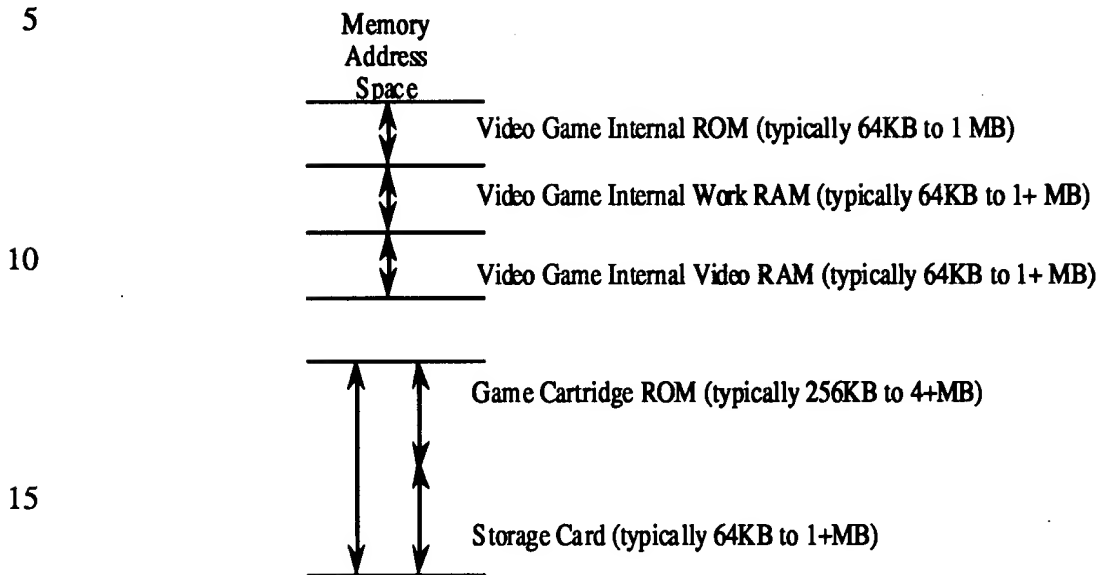 5
Memory
Address
Space
Video Game Internal ROM (typically 64KB to 1 MB)
Video Game Internal Work RAM (typically 64KB to 1+ MB)
10
Video Game Internal Video RAM (typically 64KB to 1+ MB)
Game Cartridge ROM (typically 256KB to 4+MB)
15
Storage Card (typically 64KB to 1+MB)